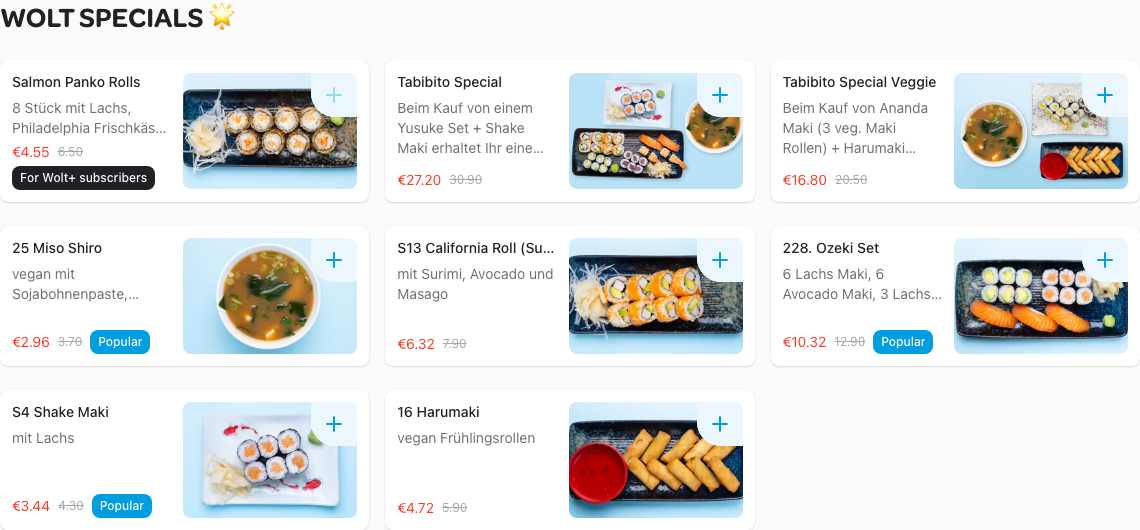 WOLT SPECIALS 🌟
Salmon Panko Rolls
8 Stück mit Lachs,
Philadelphia Frischkäs...
€4.55 6.50
For Wolt+ subscribers
Tabibito Special
Beim Kauf von einem
Yusuke Set + Shake
Maki erhaltet Ihr eine...
€27.20 30.90
Tabibito Special Veggie
Beim Kauf von Ananda
Maki (3 veg. Maki
Rollen) + Harumaki...
€16.80 20.50
25 Miso Shiro
vegan mit
Sojabohnenpaste,...
€2.96 3.70 Popular
S13 California Roll (Su...
mit Surimi, Avocado und
Masago
€6.32 7.90
228. Ozeki Set
6 Lachs Maki, 6
Avocado Maki, 3 Lachs...
€10.32 12.90 Popular
S4 Shake Maki
mit Lachs
€3.44 4.30 Popular
16 Harumaki
vegan Frühlingsrollen
€4.72 5.90